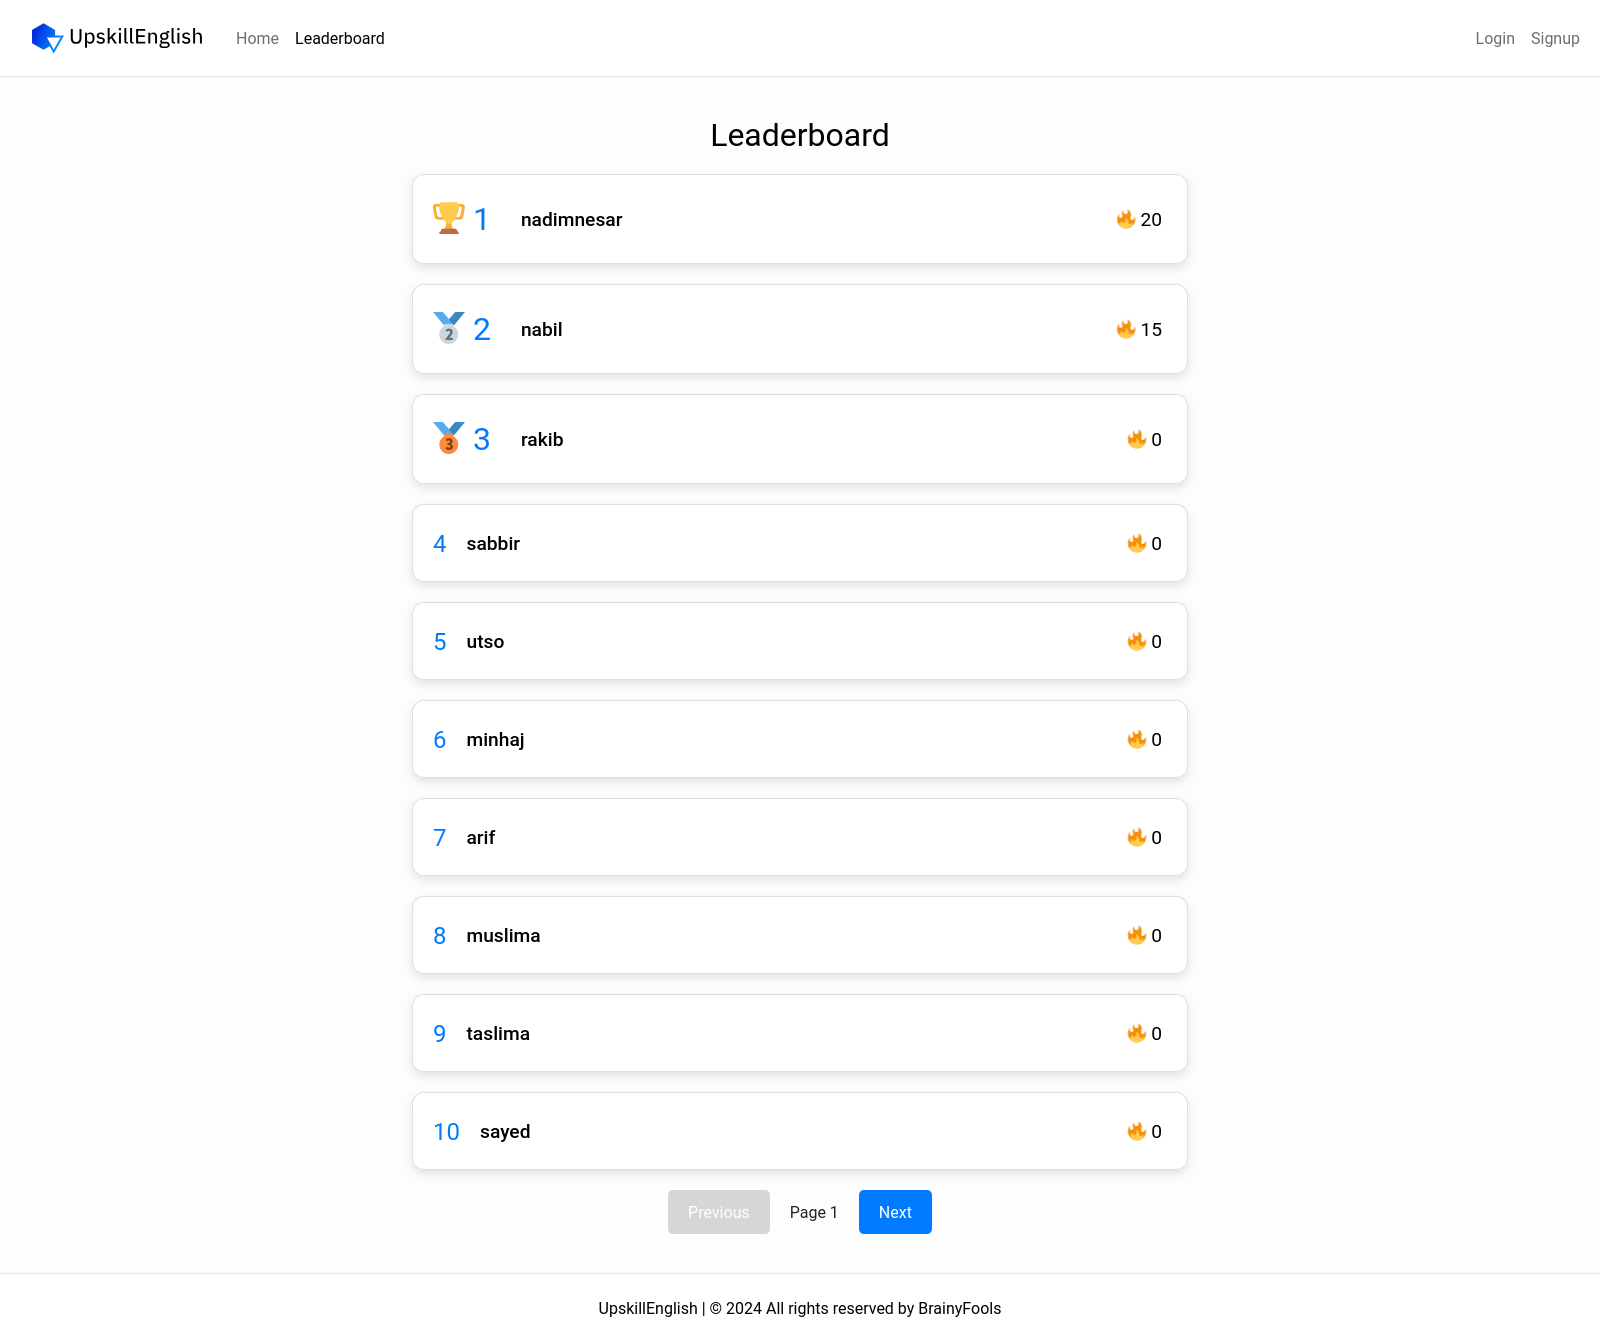 UpskillEnglish Home Leaderboard Login Signup
Leaderboard
1 nadimnesar 🔥 20
2 2 nabil 🔥 15
3 3 rakib 🔥 0
4 sabbir 🔥 0
5 utso 🔥 0
6 minhaj 🔥 0
7 arif 🔥 0
8 muslima 🔥 0
9 taslima 🔥 0
10 sayed 🔥 0
Previous Page 1 Next
UpskillEnglish | © 2024 All rights reserved by BrainyFools